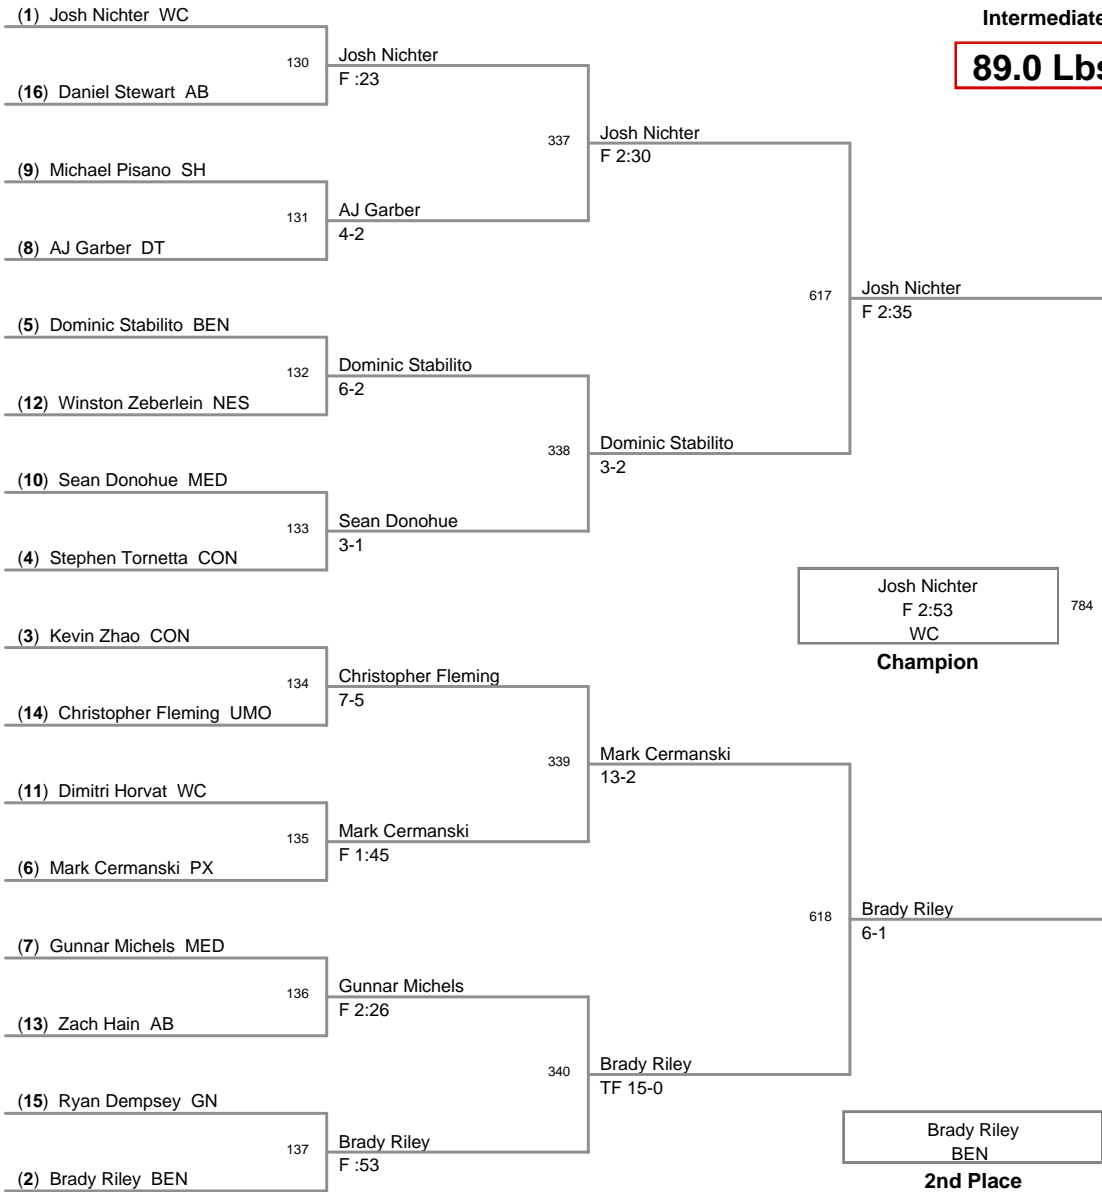 (1) Josh Nichter WC
Intermediate
130
Josh Nichter
F :23
89.0 Lbs
(16) Daniel Stewart AB
337
Josh Nichter
F 2:30
(9) Michael Pisano SH
131
AJ Garber
4-2
(8) AJ Garber DT
617
Josh Nichter
F 2:35
(5) Dominic Stabilito BEN
132
Dominic Stabilito
6-2
(12) Winston Zeberlein NES
338
Dominic Stabilito
3-2
(10) Sean Donohue MED
133
Sean Donohue
3-1
(4) Stephen Tornetta CON
Josh Nichter
F 2:53
WC
784
Champion
(3) Kevin Zhao CON
134
Christopher Fleming
7-5
(14) Christopher Fleming UMO
339
Mark Cermanski
13-2
(11) Dimitri Horvat WC
135
Mark Cermanski
F 1:45
(6) Mark Cermanski PX
618
Brady Riley
6-1
(7) Gunnar Michels MED
136
Gunnar Michels
F 2:26
(13) Zach Hain AB
340
Brady Riley
TF 15-0
(15) Ryan Dempsey GN
137
Brady Riley
F :53
(2) Brady Riley BEN
Brady Riley
BEN
2nd Place